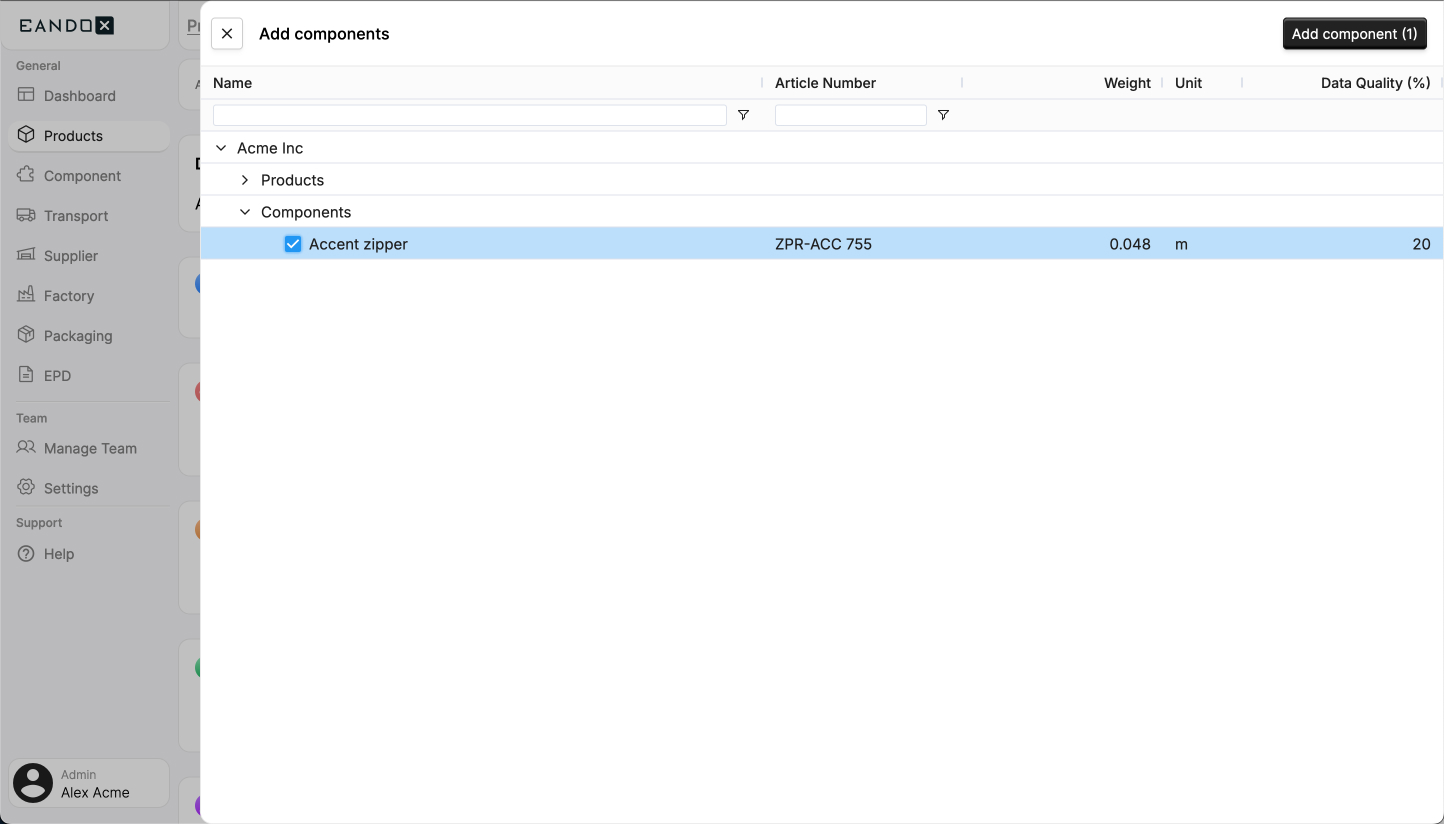 EANDOX
General
Dashboard
Products
Component
Transport
Supplier
Factory
Packaging
EPD
Team
Manage Team
Settings
Support
Help
Admin
Alex Acme
Add components
Add component (1)
Name Article Number Weight Unit Data Quality (%)
Acme Inc
Products
Components
Accent zipper ZPR-ACC 755 0.048 m 20